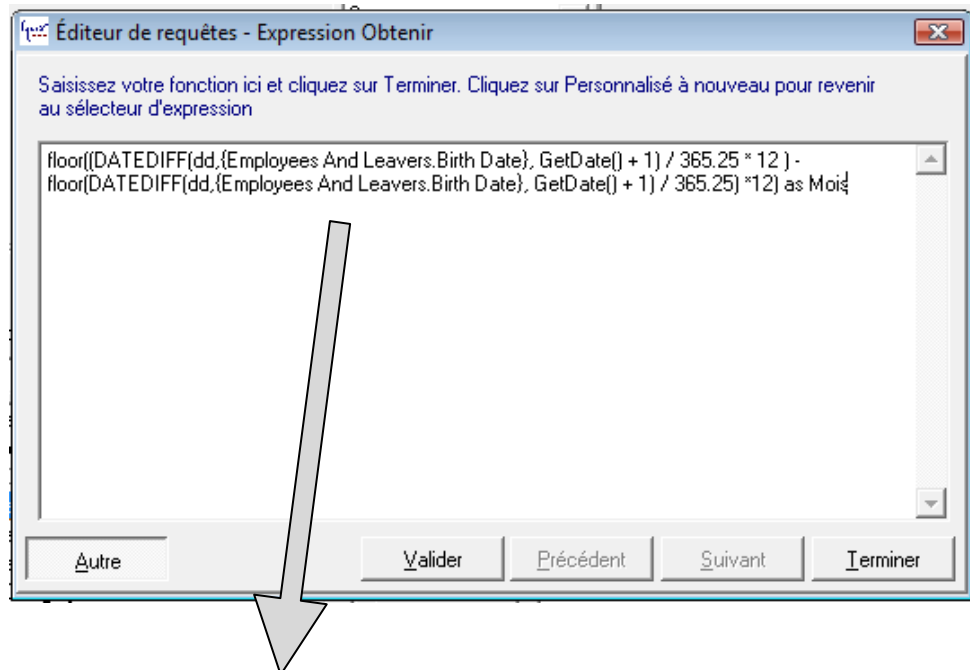 Éditeur de requêtes - Expression Obtenir
Saisissez votre fonction ici et cliquez sur Terminer. Cliquez sur Personnalisé à nouveau pour revenir
au sélecteur d'expression
floor((DATEDIFF(dd,{Employees And Leavers.Birth Date}, GetDate() + 1) / 365.25 * 12 ) -
floor(DATEDIFF(dd,{Employees And Leavers.Birth Date}, GetDate() + 1) / 365.25) *12) as Mois
Autre Valider Précédent Suivant Terminer